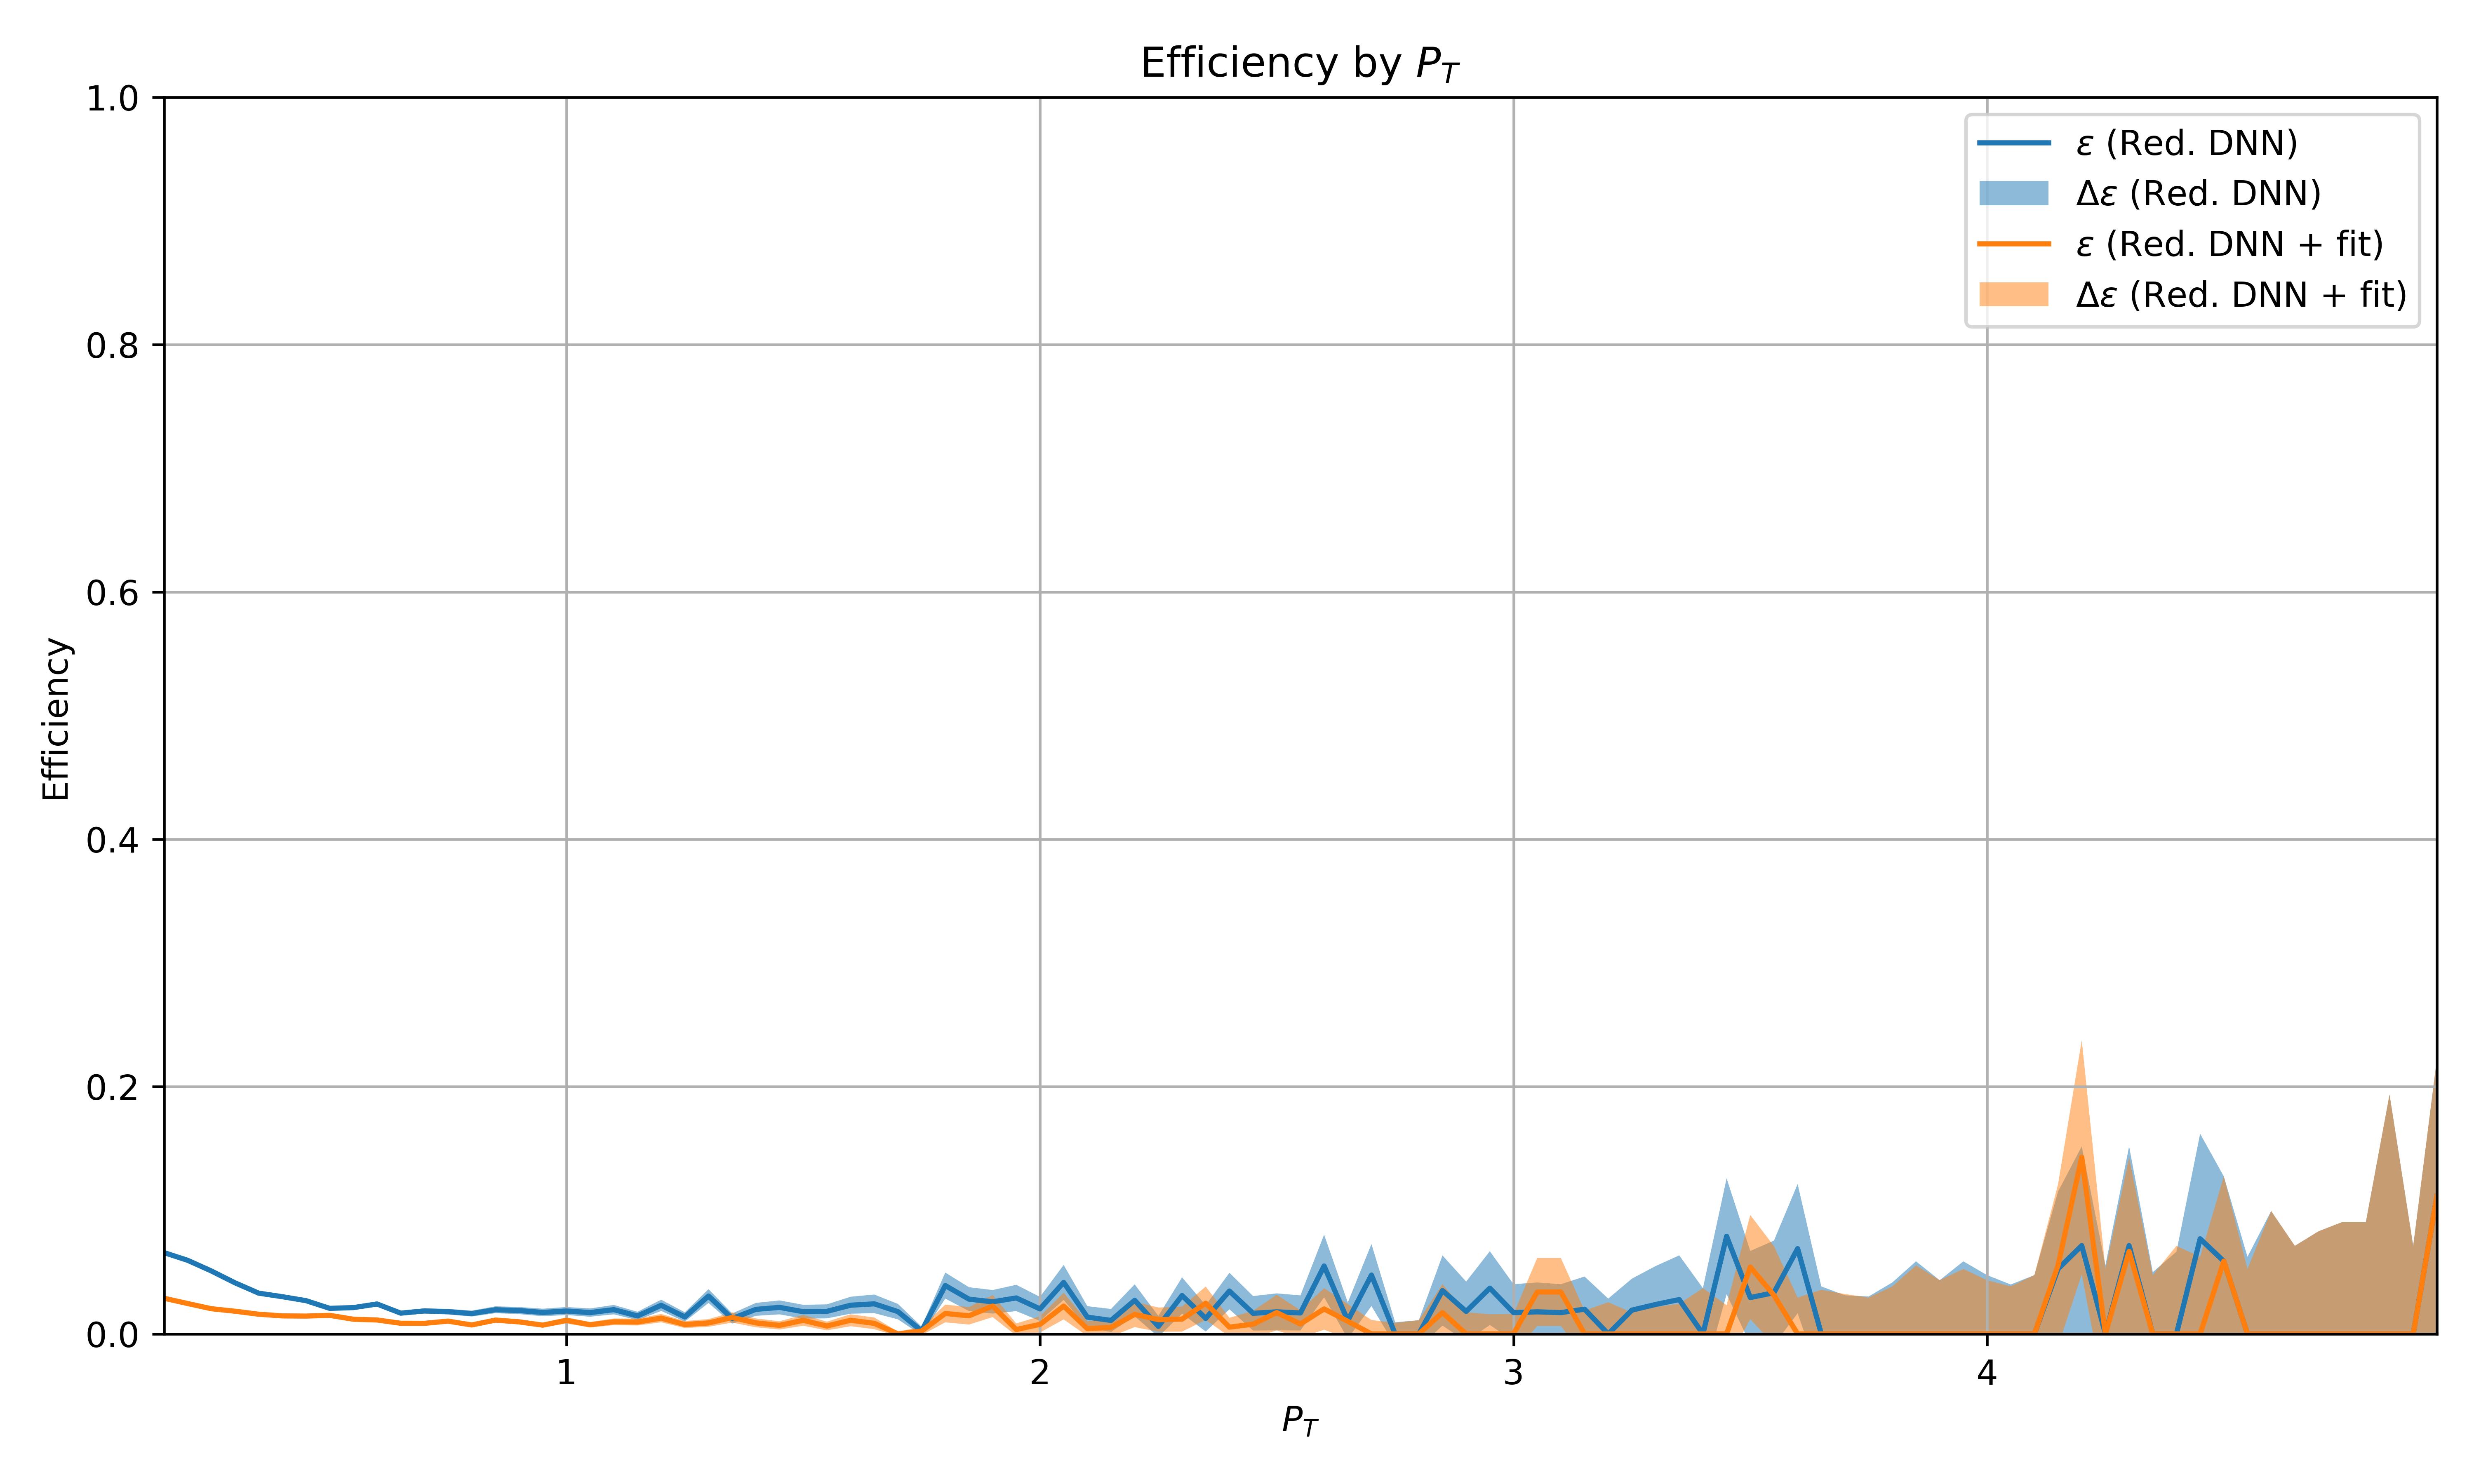 Efficiency by P_T
1.0
0.8
0.6
0.4
0.2
0.0
Efficiency
1
2
3
4
P_T
ε (Red. DNN)
Δε (Red. DNN)
ε (Red. DNN + fit)
Δε (Red. DNN + fit)